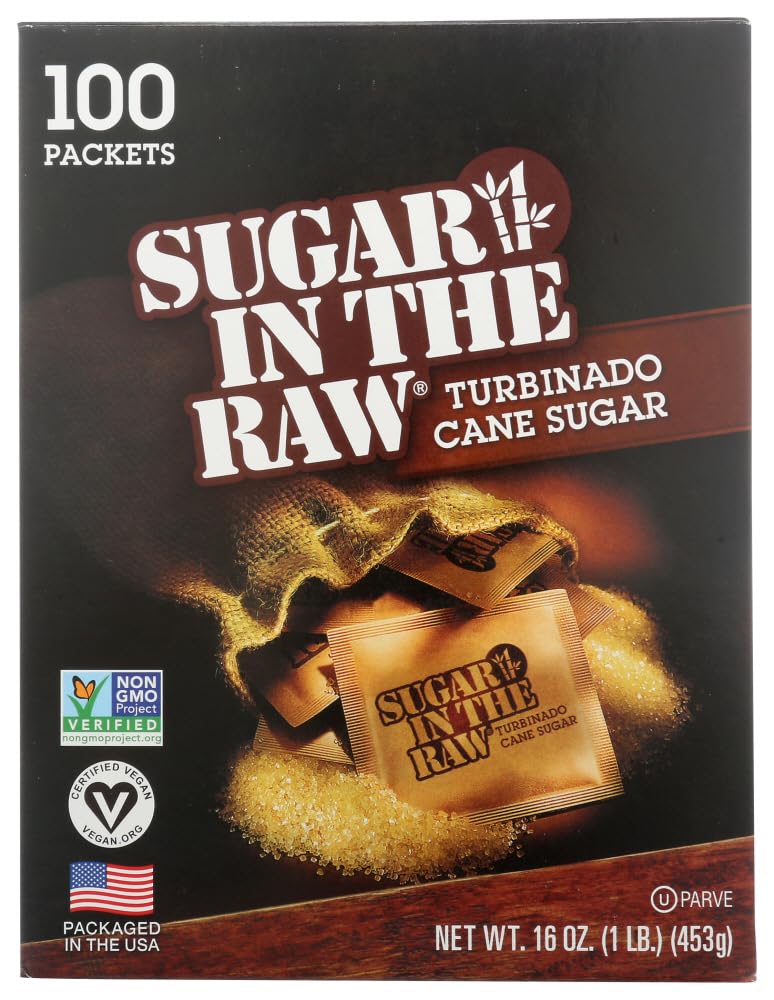 100
PACKETS
SUGAR
IN THE
RAW®
TURBINADO
CANE SUGAR
SUGAR
IN THE
RAW®
TURBINADO
CANE SUGAR
NON
GMO
Project
VERIFIED
nongmoproject.org
CERTIFIED VEGAN
V
VEGAN.ORG
PACKAGED
IN THE USA
U PARVE
NET WT. 16 OZ. (1 LB.) (453g)